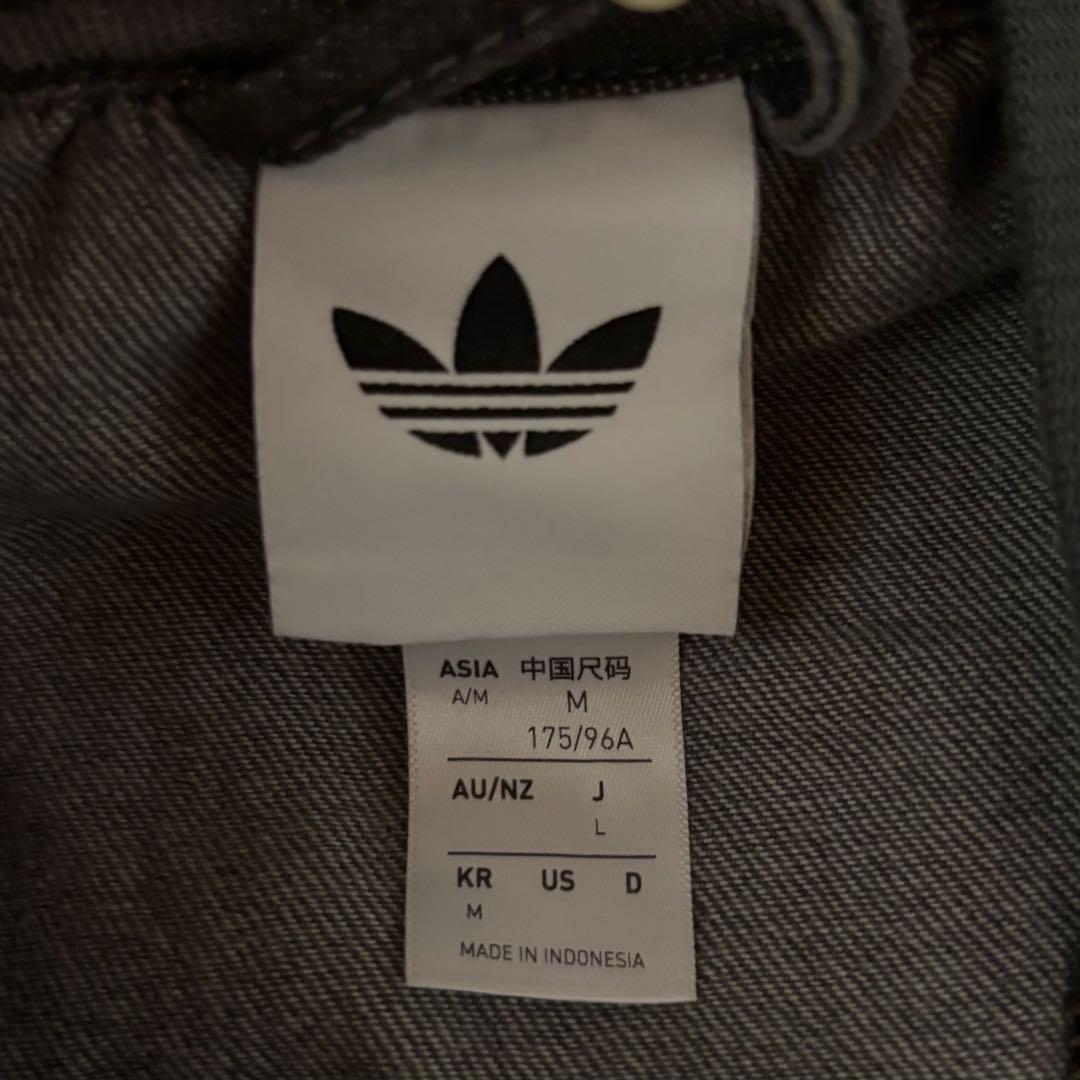 ASIA 中国尺码
A/M M
175/96A
AU/NZ J
L
KR US D
M
MADE IN INDONESIA